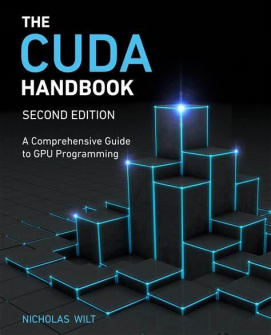 THE
CUDA
HANDBOOK
SECOND EDITION
A Comprehensive Guide
to GPU Programming
NICHOLAS WILT